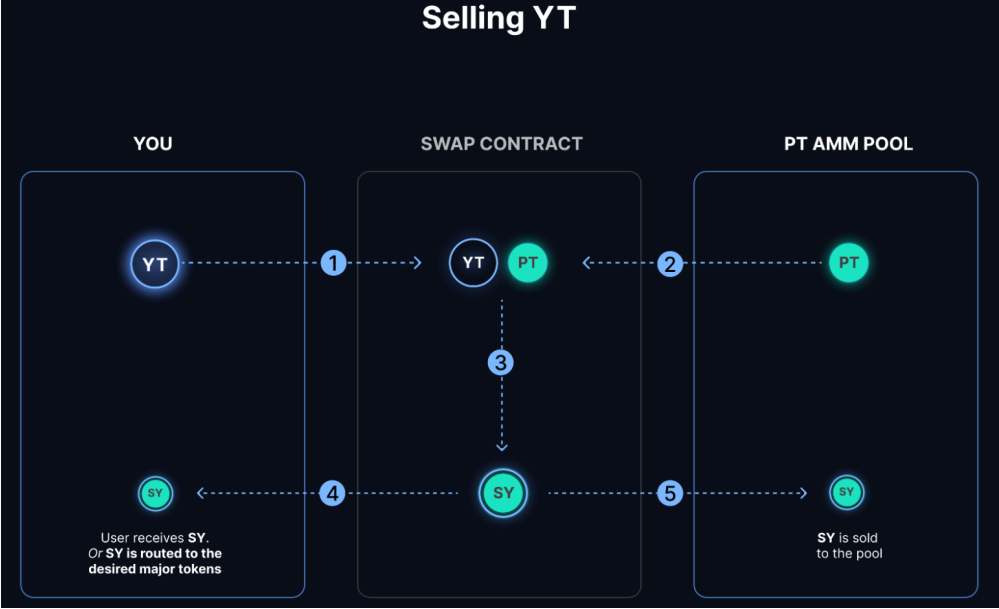 Selling YT
YOU
SWAP CONTRACT
PT AMM POOL
YT
1
YT
PT
2
PT
3
SY
4
SY
5
SY
User receives SY.
Or SY is routed to the
desired major tokens
SY is sold
to the pool